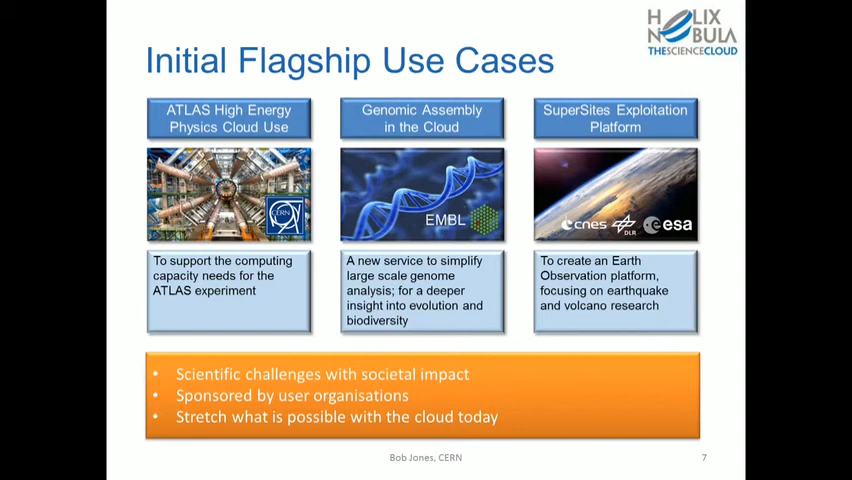 HELIX
NEBULA
THESCIENCECLOUD
Initial Flagship Use Cases
ATLAS High Energy
Physics Cloud Use
Genomic Assembly
in the Cloud
SuperSites Exploitation
Platform
CERN
EMBL
cnes
DLR
esa
To support the computing
capacity needs for the
ATLAS experiment
A new service to simplify
large scale genome
analysis; for a deeper
insight into evolution and
biodiversity
To create an Earth
Observation platform,
focusing on earthquake
and volcano research
• Scientific challenges with societal impact
• Sponsored by user organisations
• Stretch what is possible with the cloud today
Bob Jones, CERN
7